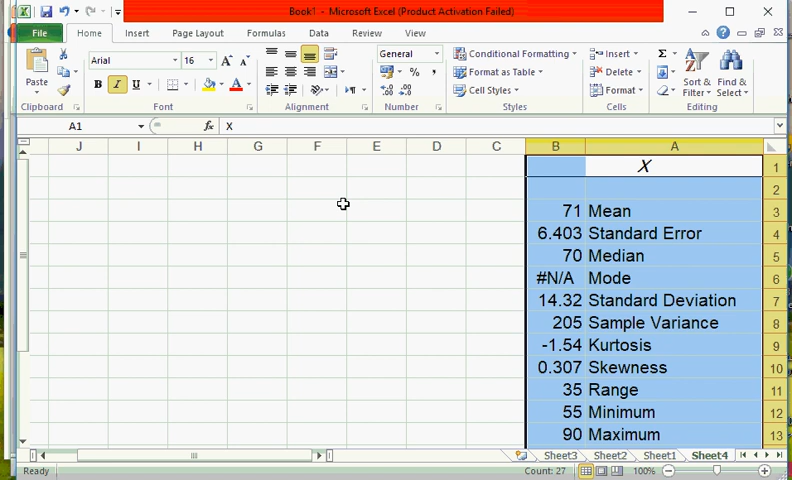 Book1 - Microsoft Excel (Product Activation Failed)
File Home Insert Page Layout Formulas Data Review View
Paste
Clipboard
Arial 16
B I U
Font
Alignment
General
Number
Conditional Formatting
Format as Table
Cell Styles
Styles
Insert
Delete
Format
Cells
Sort & Filter
Find & Select
Editing
A1 fx X
J I H G F E D C B A
X 1
2
71 Mean 3
6.403 Standard Error 4
70 Median 5
#N/A Mode 6
14.32 Standard Deviation 7
205 Sample Variance 8
-1.54 Kurtosis 9
0.307 Skewness 10
35 Range 11
55 Minimum 12
90 Maximum 13
Sheet3 Sheet2 Sheet1 Sheet4
Ready Count: 27 100%